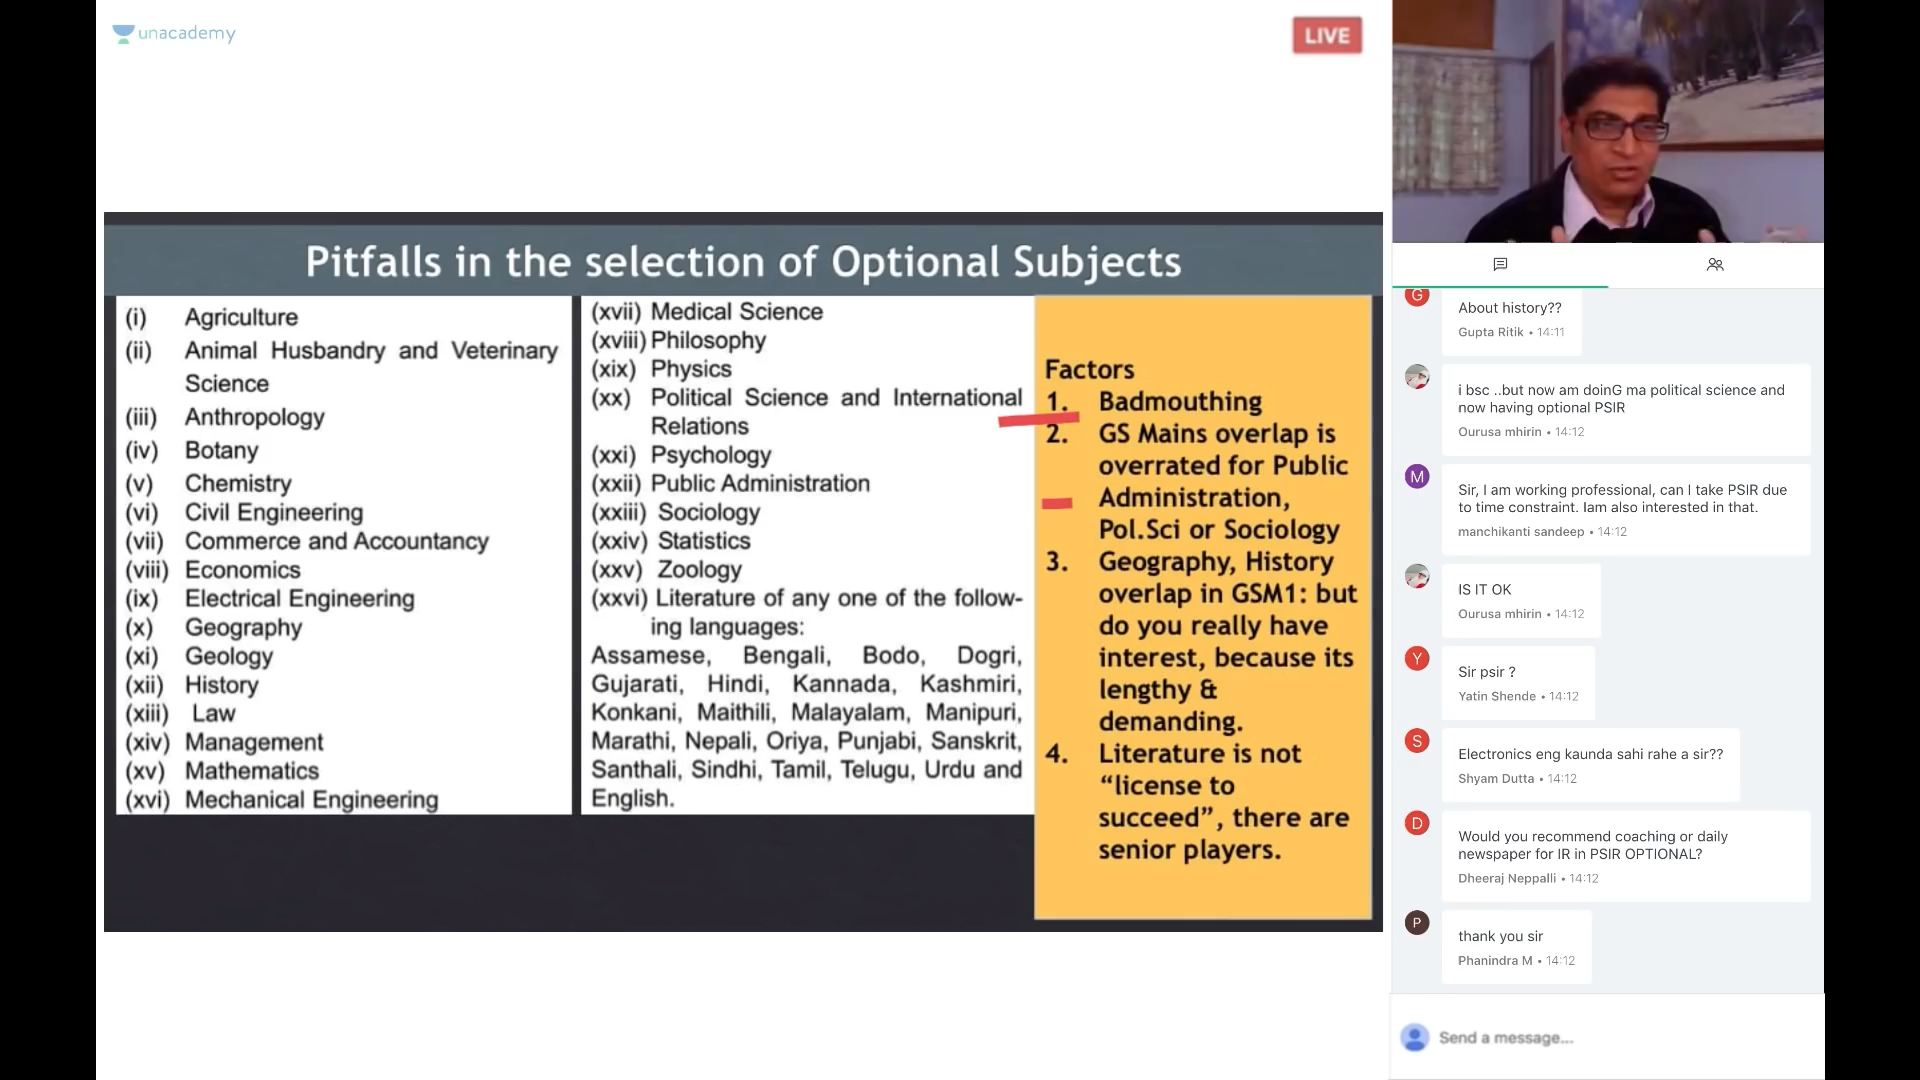 unacademy
LIVE
Pitfalls in the selection of Optional Subjects
(i) Agriculture
(ii) Animal Husbandry and Veterinary
Science
(iii) Anthropology
(iv) Botany
(v) Chemistry
(vi) Civil Engineering
(vii) Commerce and Accountancy
(viii) Economics
(ix) Electrical Engineering
(x) Geography
(xi) Geology
(xii) History
(xiii) Law
(xiv) Management
(xv) Mathematics
(xvi) Mechanical Engineering
(xvii) Medical Science
(xviii) Philosophy
(xix) Physics
(xx) Political Science and International
Relations
(xxi) Psychology
(xxii) Public Administration
(xxiii) Sociology
(xxiv) Statistics
(xxv) Zoology
(xxvi) Literature of any one of the follow-
ing languages:
Assamese, Bengali, Bodo, Dogri,
Gujarati, Hindi, Kannada, Kashmiri,
Konkani, Maithili, Malayalam, Manipuri,
Marathi, Nepali, Oriya, Punjabi, Sanskrit,
Santhali, Sindhi, Tamil, Telugu, Urdu and
English.
Factors
1. Badmouthing
2. GS Mains overlap is
overrated for Public
Administration,
Pol.Sci or Sociology
3. Geography, History
overlap in GSM1: but
do you really have
interest, because its
lengthy &
demanding.
4. Literature is not
“license to
succeed”, there are
senior players.
G
About history??
Gupta Ritik • 14:11
i bsc ..but now am doinG ma political science and
now having optional PSIR
Ourusa mhirin • 14:12
M
Sir, I am working professional, can I take PSIR due
to time constraint. Iam also interested in that.
manchikanti sandeep • 14:12
IS IT OK
Ourusa mhirin • 14:12
Y
Sir psir ?
Yatin Shende • 14:12
S
Electronics eng kaunda sahi rahe a sir??
Shyam Dutta • 14:12
D
Would you recommend coaching or daily
newspaper for IR in PSIR OPTIONAL?
Dheeraj Neppalli • 14:12
P
thank you sir
Phanindra M • 14:12
Send a message...